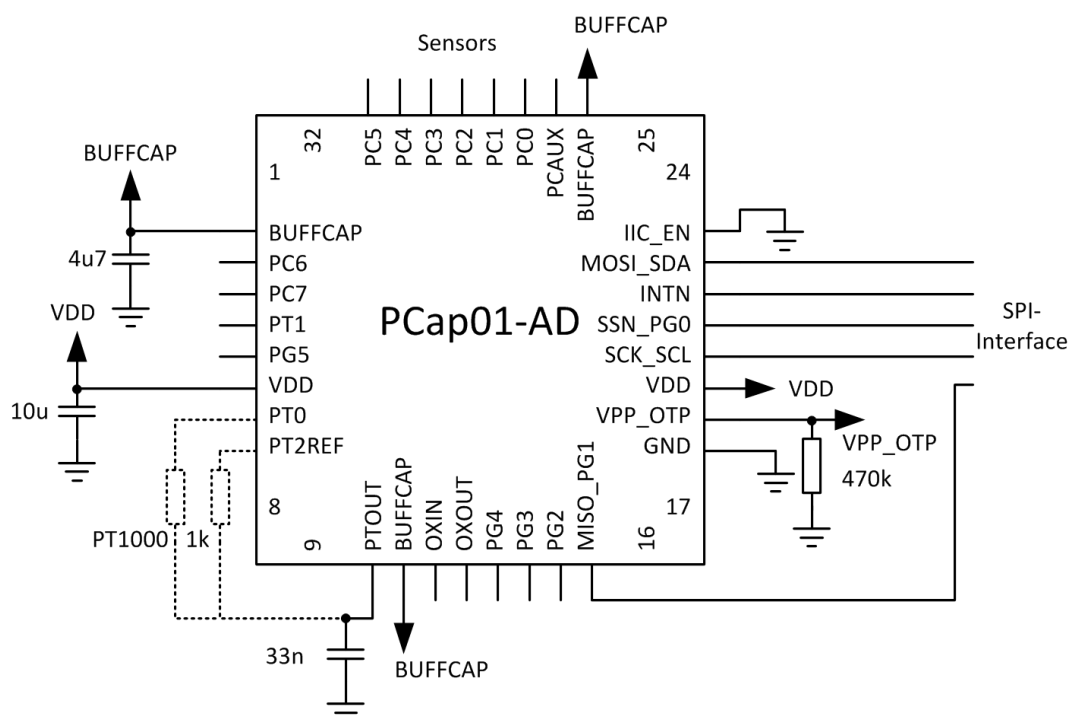 BUFFCAP
Sensors
32
PC5
PC4
PC3
PC2
PC1
PC0
PCAUX
BUFFCAP
25
BUFFCAP
1
24
BUFFCAP
IIC_EN
4u7
PC6
MOSI_SDA
PC7
INTN
VDD
PT1
PCap01-AD
SSN_PG0
SPI-
Interface
PG5
SCK_SCL
VDD
VDD
VDD
10u
PT0
VPP_OTP
PT2REF
GND
VPP_OTP
470k
8
17
PT1000
1k
9
PTOUT
BUFFCAP
OXIN
OXOUT
PG4
PG3
PG2
MISO_PG1
16
33n
BUFFCAP